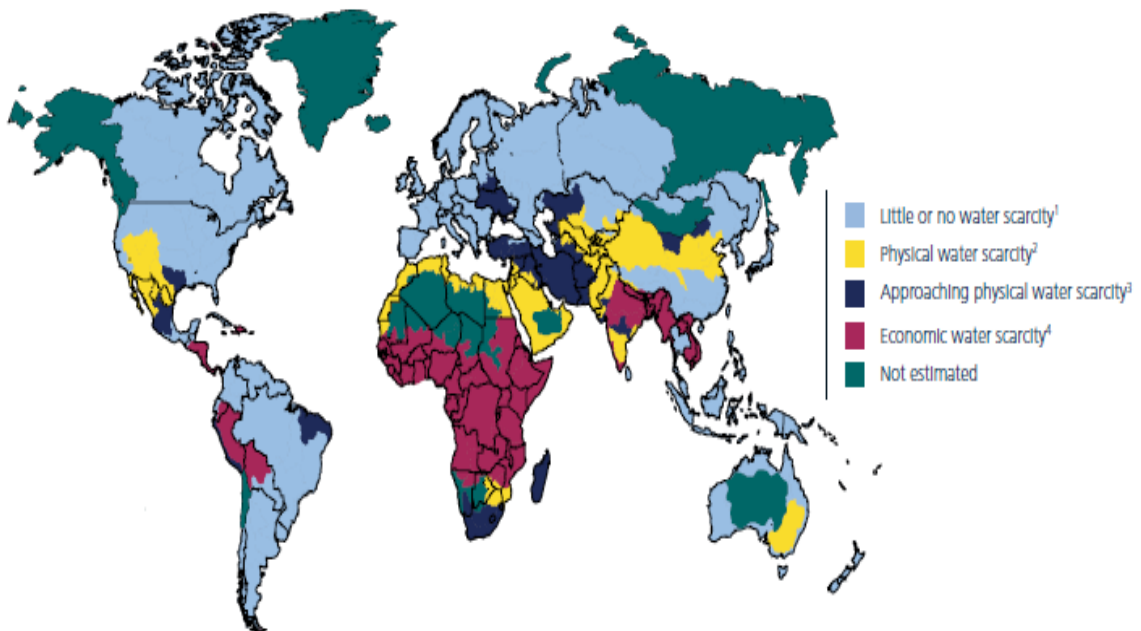 Little or no water scarcity¹
Physical water scarcity²
Approaching physical water scarcity³
Economic water scarcity⁴
Not estimated